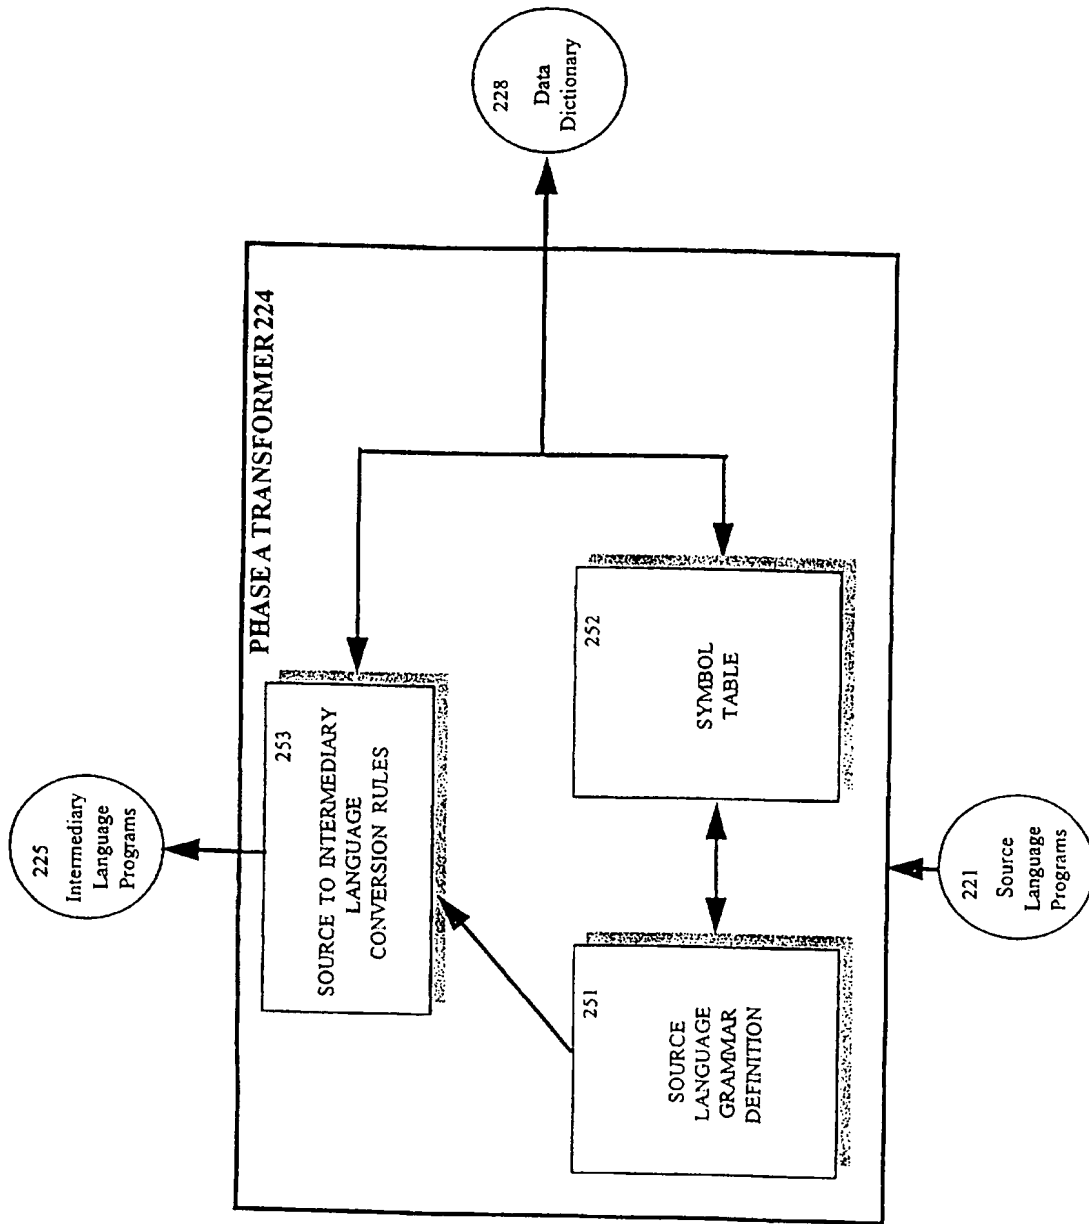 225
Intermediary
Language
Programs
228
Data
Dictionary
PHASE A TRANSFORMER 224
253
SOURCE TO INTERMEDIARY
LANGUAGE
CONVERSION RULES
252
SYMBOL
TABLE
251
SOURCE
LANGUAGE
GRAMMAR
DEFINITION
221
Source
Language
Programs